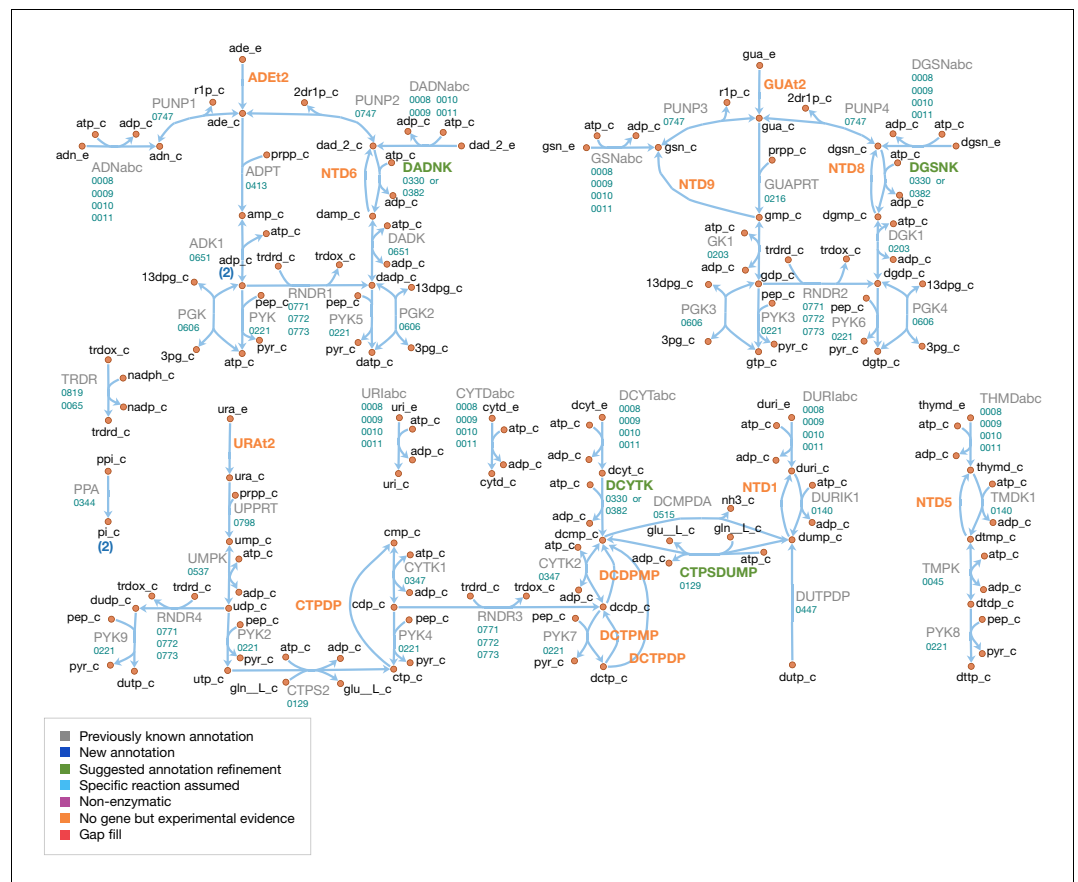 ade_e
ADEt2
r1p_c
2dr1p_c
DADNabc
0008 0010
0009 0011
PUNP1
0747
PUNP2
0747
atp_c
adp_c
ade_c
adp_c
atp_c
adn_e
adn_c
dad_2_c
dad_2_e
ADNabc
0008
0009
0010
0011
prpp_c
ADPT
0413
NTD6
atp_c
DADNK
0330 or
0382
adp_c
amp_c
damp_c
ADK1
0651
atp_c
adp_c
(2)
atp_c
DADK
0651
adp_c
trdrd_c
trdox_c
13dpg_c
dadp_c
13dpg_c
RNDR1
0771
0772
0773
PGK
0606
pep_c
PYK
0221
pyr_c
pep_c
PYK5
0221
pyr_c
PGK2
0606
3pg_c
atp_c
datp_c
3pg_c
gua_e
GUAt2
r1p_c
2dr1p_c
DGSNabc
0008
0009
0010
0011
PUNP3
0747
PUNP4
0747
atp_c
adp_c
gua_c
adp_c
atp_c
gsn_e
gsn_c
dgsn_c
dgsn_e
GSNabc
0008
0009
0010
0011
prpp_c
GUAPRT
0216
NTD9
NTD8
atp_c
DGSNK
0330 or
0382
adp_c
gmp_c
dgmp_c
atp_c
GK1
0203
adp_c
atp_c
DGK1
0203
adp_c
trdrd_c
trdox_c
13dpg_c
gdp_c
dgdp_c
13dpg_c
RNDR2
0771
0772
0773
PGK3
0606
pep_c
PYK3
0221
pyr_c
pep_c
PYK6
0221
pyr_c
PGK4
0606
3pg_c
gtp_c
dgtp_c
3pg_c
trdox_c
TRDR
0819
0065
nadph_c
nadp_c
trdrd_c
ppi_c
PPA
0344
pi_c
(2)
ura_e
URAt2
ura_c
prpp_c
UPPRT
0798
ump_c
UMPK
0537
atp_c
adp_c
trdox_c
trdrd_c
dudp_c
udp_c
RNDR4
0771
0772
0773
pep_c
PYK9
0221
pyr_c
dutp_c
pep_c
PYK2
0221
pyr_c
utp_c
atp_c
adp_c
gln__L_c
CTPS2
0129
glu__L_c
URIabc
0008
0009
0010
0011
uri_e
atp_c
adp_c
uri_c
CYTDabc
0008
0009
0010
0011
cytd_e
atp_c
adp_c
cytd_c
cmp_c
atp_c
CYTK1
0347
adp_c
CTPDP
cdp_c
PYK4
0221
pep_c
pyr_c
ctp_c
trdrd_c
trdox_c
RNDR3
0771
0772
0773
dcyt_e
DCYTabc
0008
0009
0010
0011
atp_c
adp_c
dcyt_c
DCYTK
0330 or
0382
atp_c
adp_c
dcmp_c
DCMPDA
0515
nh3_c
glu__L_c
gln__L_c
adp_c
atp_c
CTPSDUMP
0129
atp_c
CYTK2
0347
adp_c
DCDPMP
dcdp_c
pep_c
PYK7
0221
pyr_c
DCTPMP
DCTPDP
dctp_c
duri_e
DURIabc
0008
0009
0010
0011
atp_c
adp_c
duri_c
NTD1
atp_c
DURIK1
0140
adp_c
dump_c
DUTPDP
0447
dutp_c
thymd_e
THMDabc
0008
0009
0010
0011
atp_c
adp_c
thymd_c
NTD5
atp_c
TMDK1
0140
adp_c
dtmp_c
TMPK
0045
atp_c
adp_c
dtdp_c
pep_c
PYK8
0221
pyr_c
dttp_c
Previously known annotation
New annotation
Suggested annotation refinement
Specific reaction assumed
Non-enzymatic
No gene but experimental evidence
Gap fill